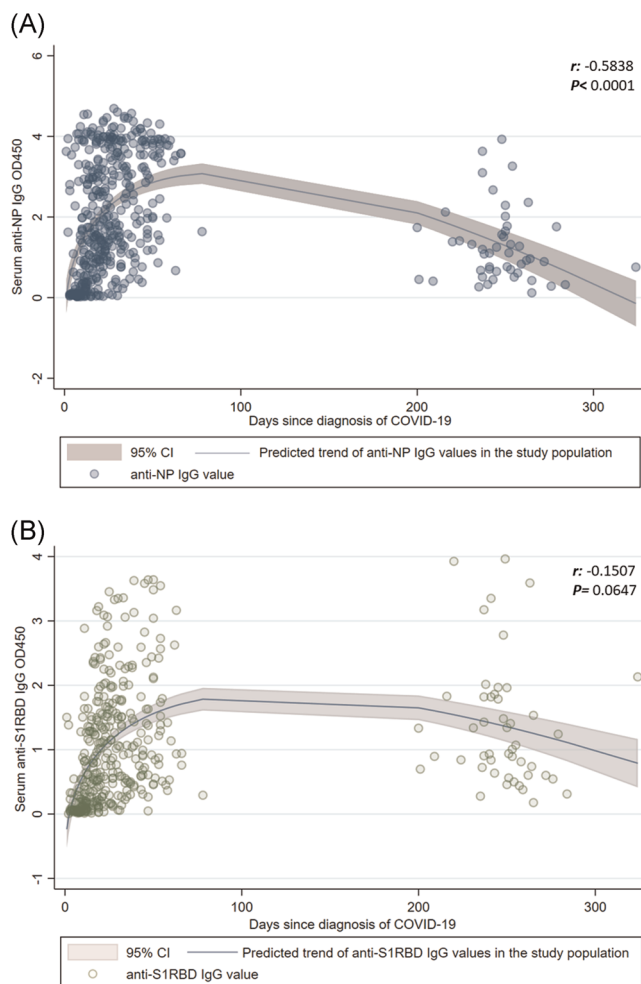 (A)
6
4
2
0
-2
Serum anti-NP IgG OD450
r: -0.5838
P< 0.0001
0 100 200 300
Days since diagnosis of COVID-19
95% CI Predicted trend of anti-NP IgG values in the study population
anti-NP IgG value
(B)
4
3
2
1
0
-1
Serum anti-S1RBD IgG OD450
r: -0.1507
P= 0.0647
0 100 200 300
Days since diagnosis of COVID-19
95% CI Predicted trend of anti-S1RBD IgG values in the study population
anti-S1RBD IgG value